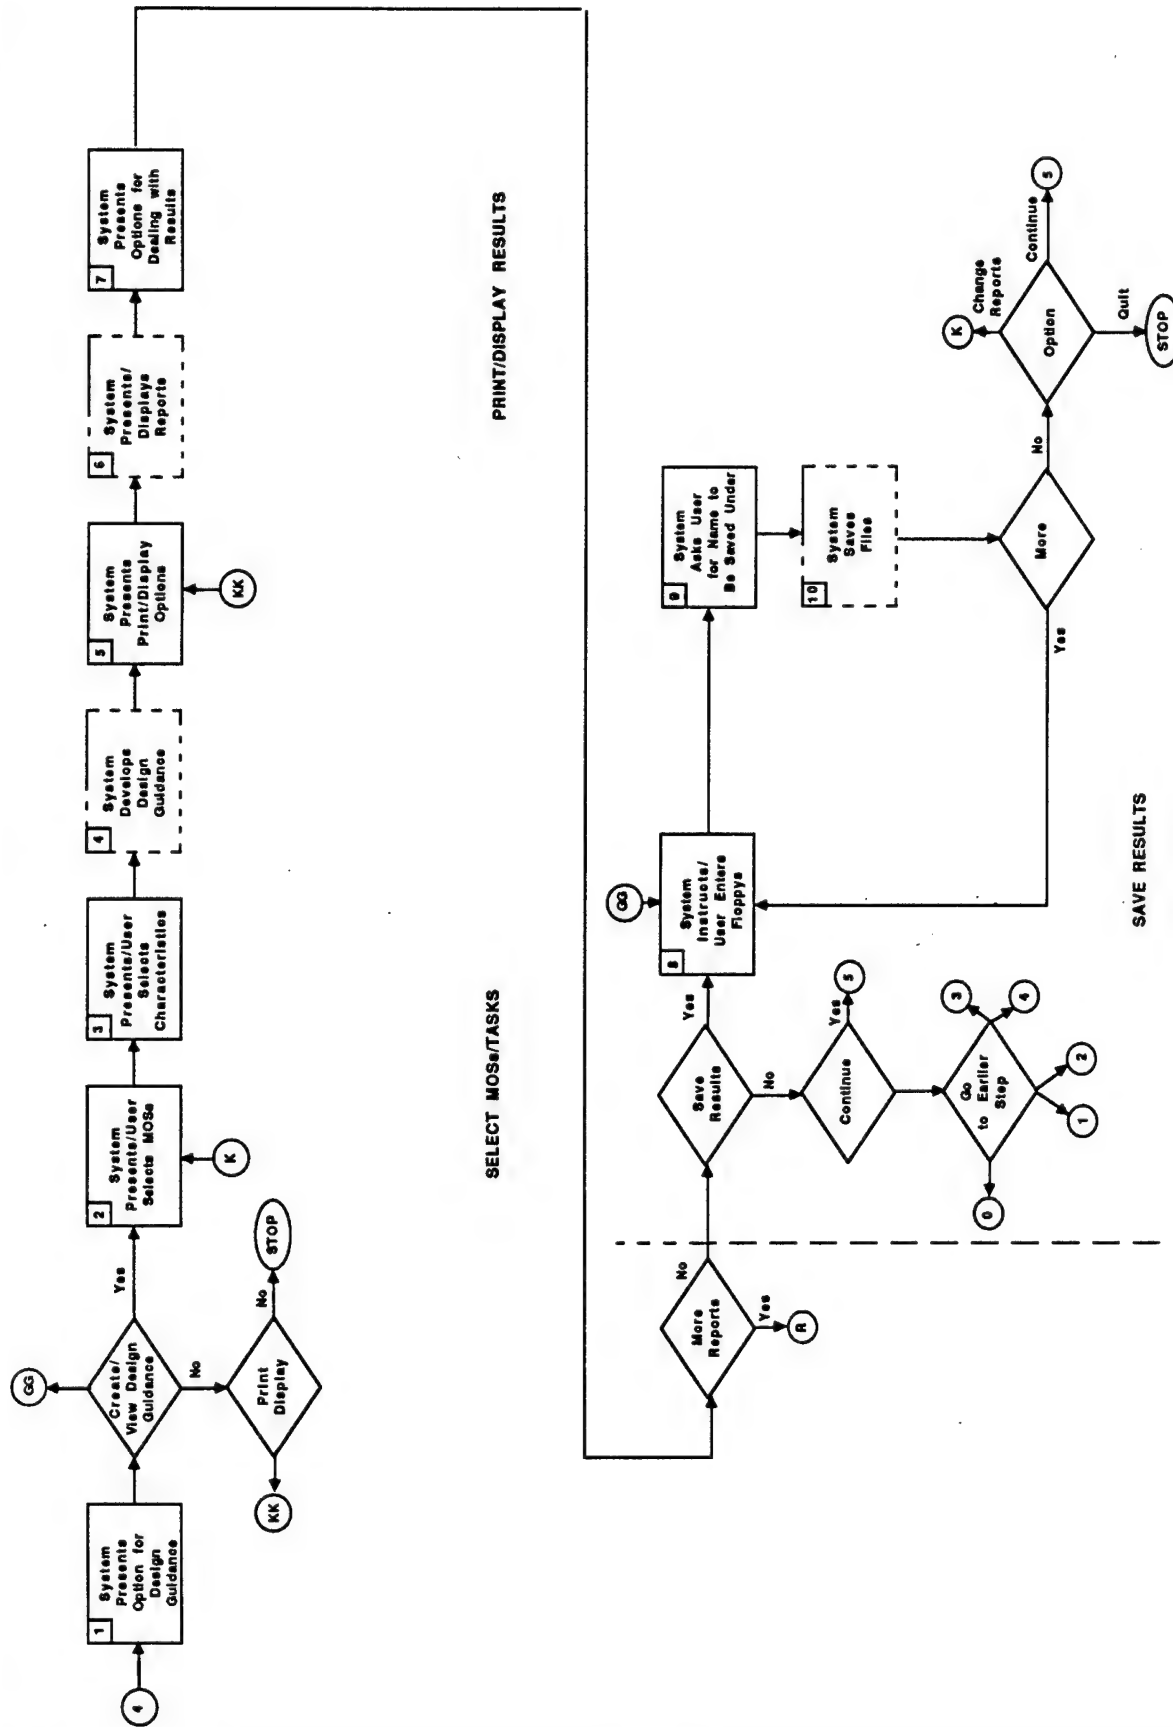 4
1
System
Presents
Option for
Design
Guidance
GG
Create/
View Design
Guidance
Yes
No
Print
Display
KK
No
STOP
2
System
Presents/User
Selects MOSs
K
3
System
Presents/User
Selects
Characteristics
4
System
Develops
Design
Guidance
5
System
Presents
Print/Display
Options
KK
6
System
Presents/
Displays
Reports
7
System
Presents
Options for
Dealing with
Results
SELECT MOSs/TASKS
PRINT/DISPLAY RESULTS
More
Reports
No
Yes
R
Save
Results
Yes
No
Continue
Yes
5
Go
to Earlier
Step
0
1
2
3
4
GG
8
System
Instructs/
User Enters
Floppys
9
System
Asks User
for Name to
Be Saved Under
10
System
Saves
Files
More
Yes
No
Option
K
Change
Reports
Continue
5
Quit
STOP
SAVE RESULTS